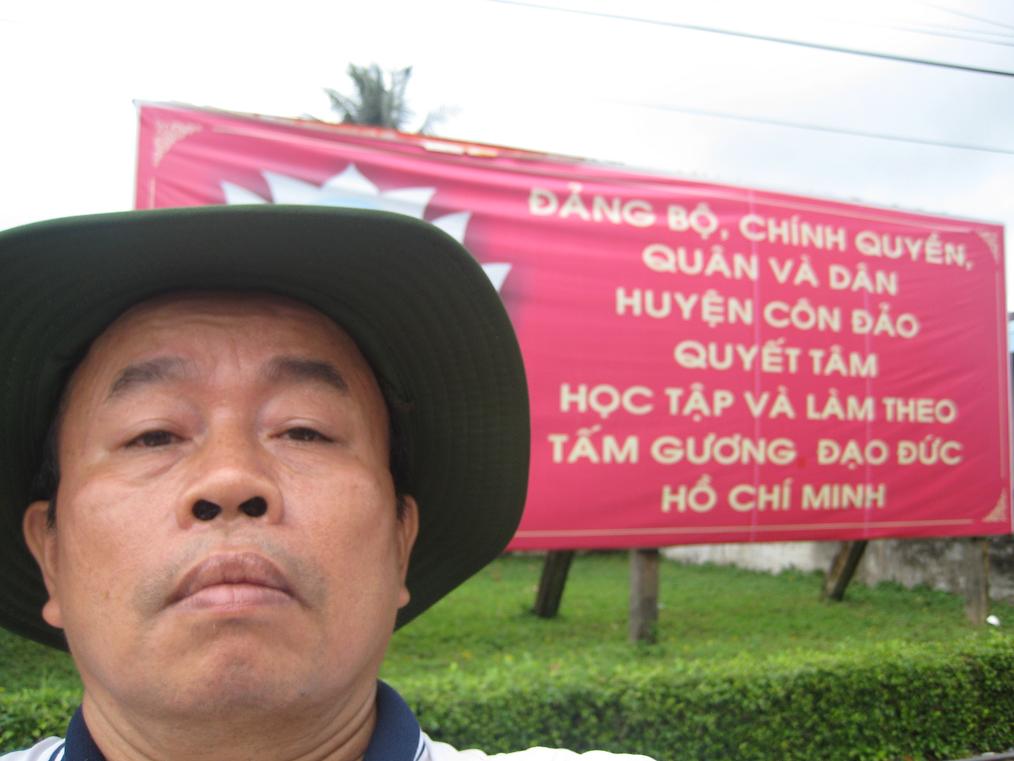 ĐẢNG BỘ, CHÍNH QUYỀN,
QUÂN VÀ DÂN
HUYỆN CÔN ĐẢO
QUYẾT TÂM
HỌC TẬP VÀ LÀM THEO
TẤM GƯƠNG ĐẠO ĐỨC
HỒ CHÍ MINH